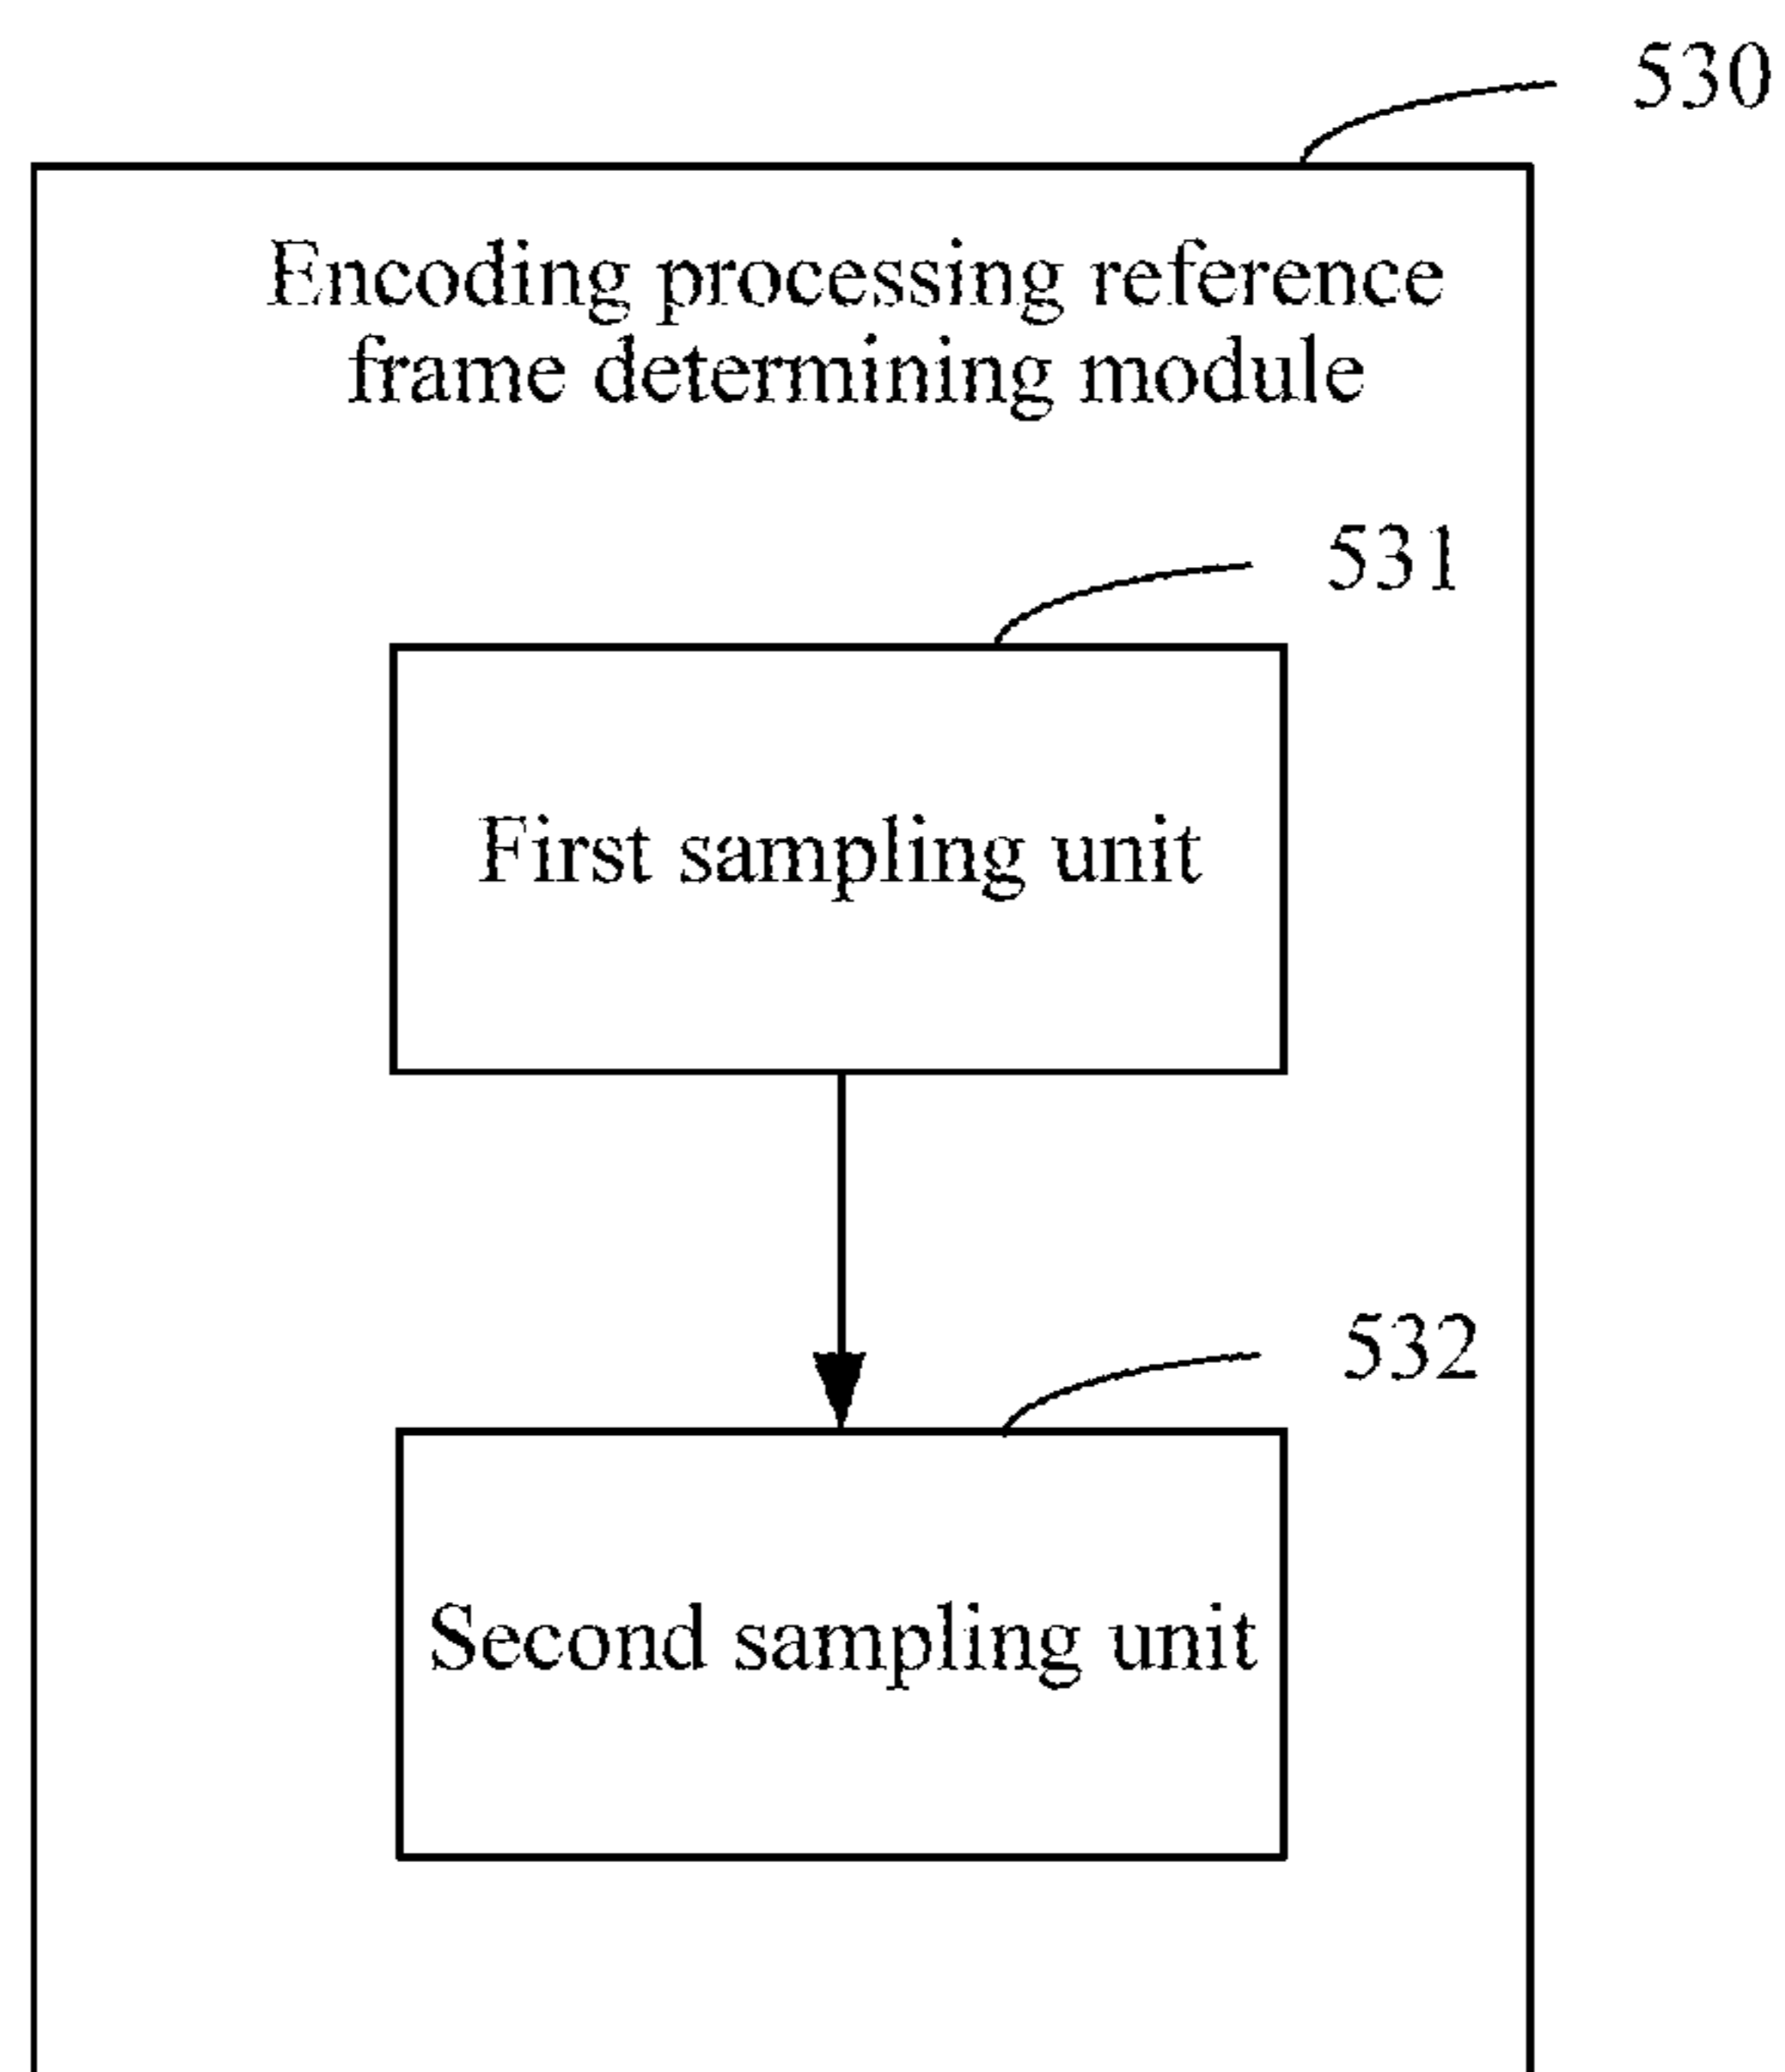 530
Encoding processing reference
frame determining module
531
First sampling unit
532
Second sampling unit